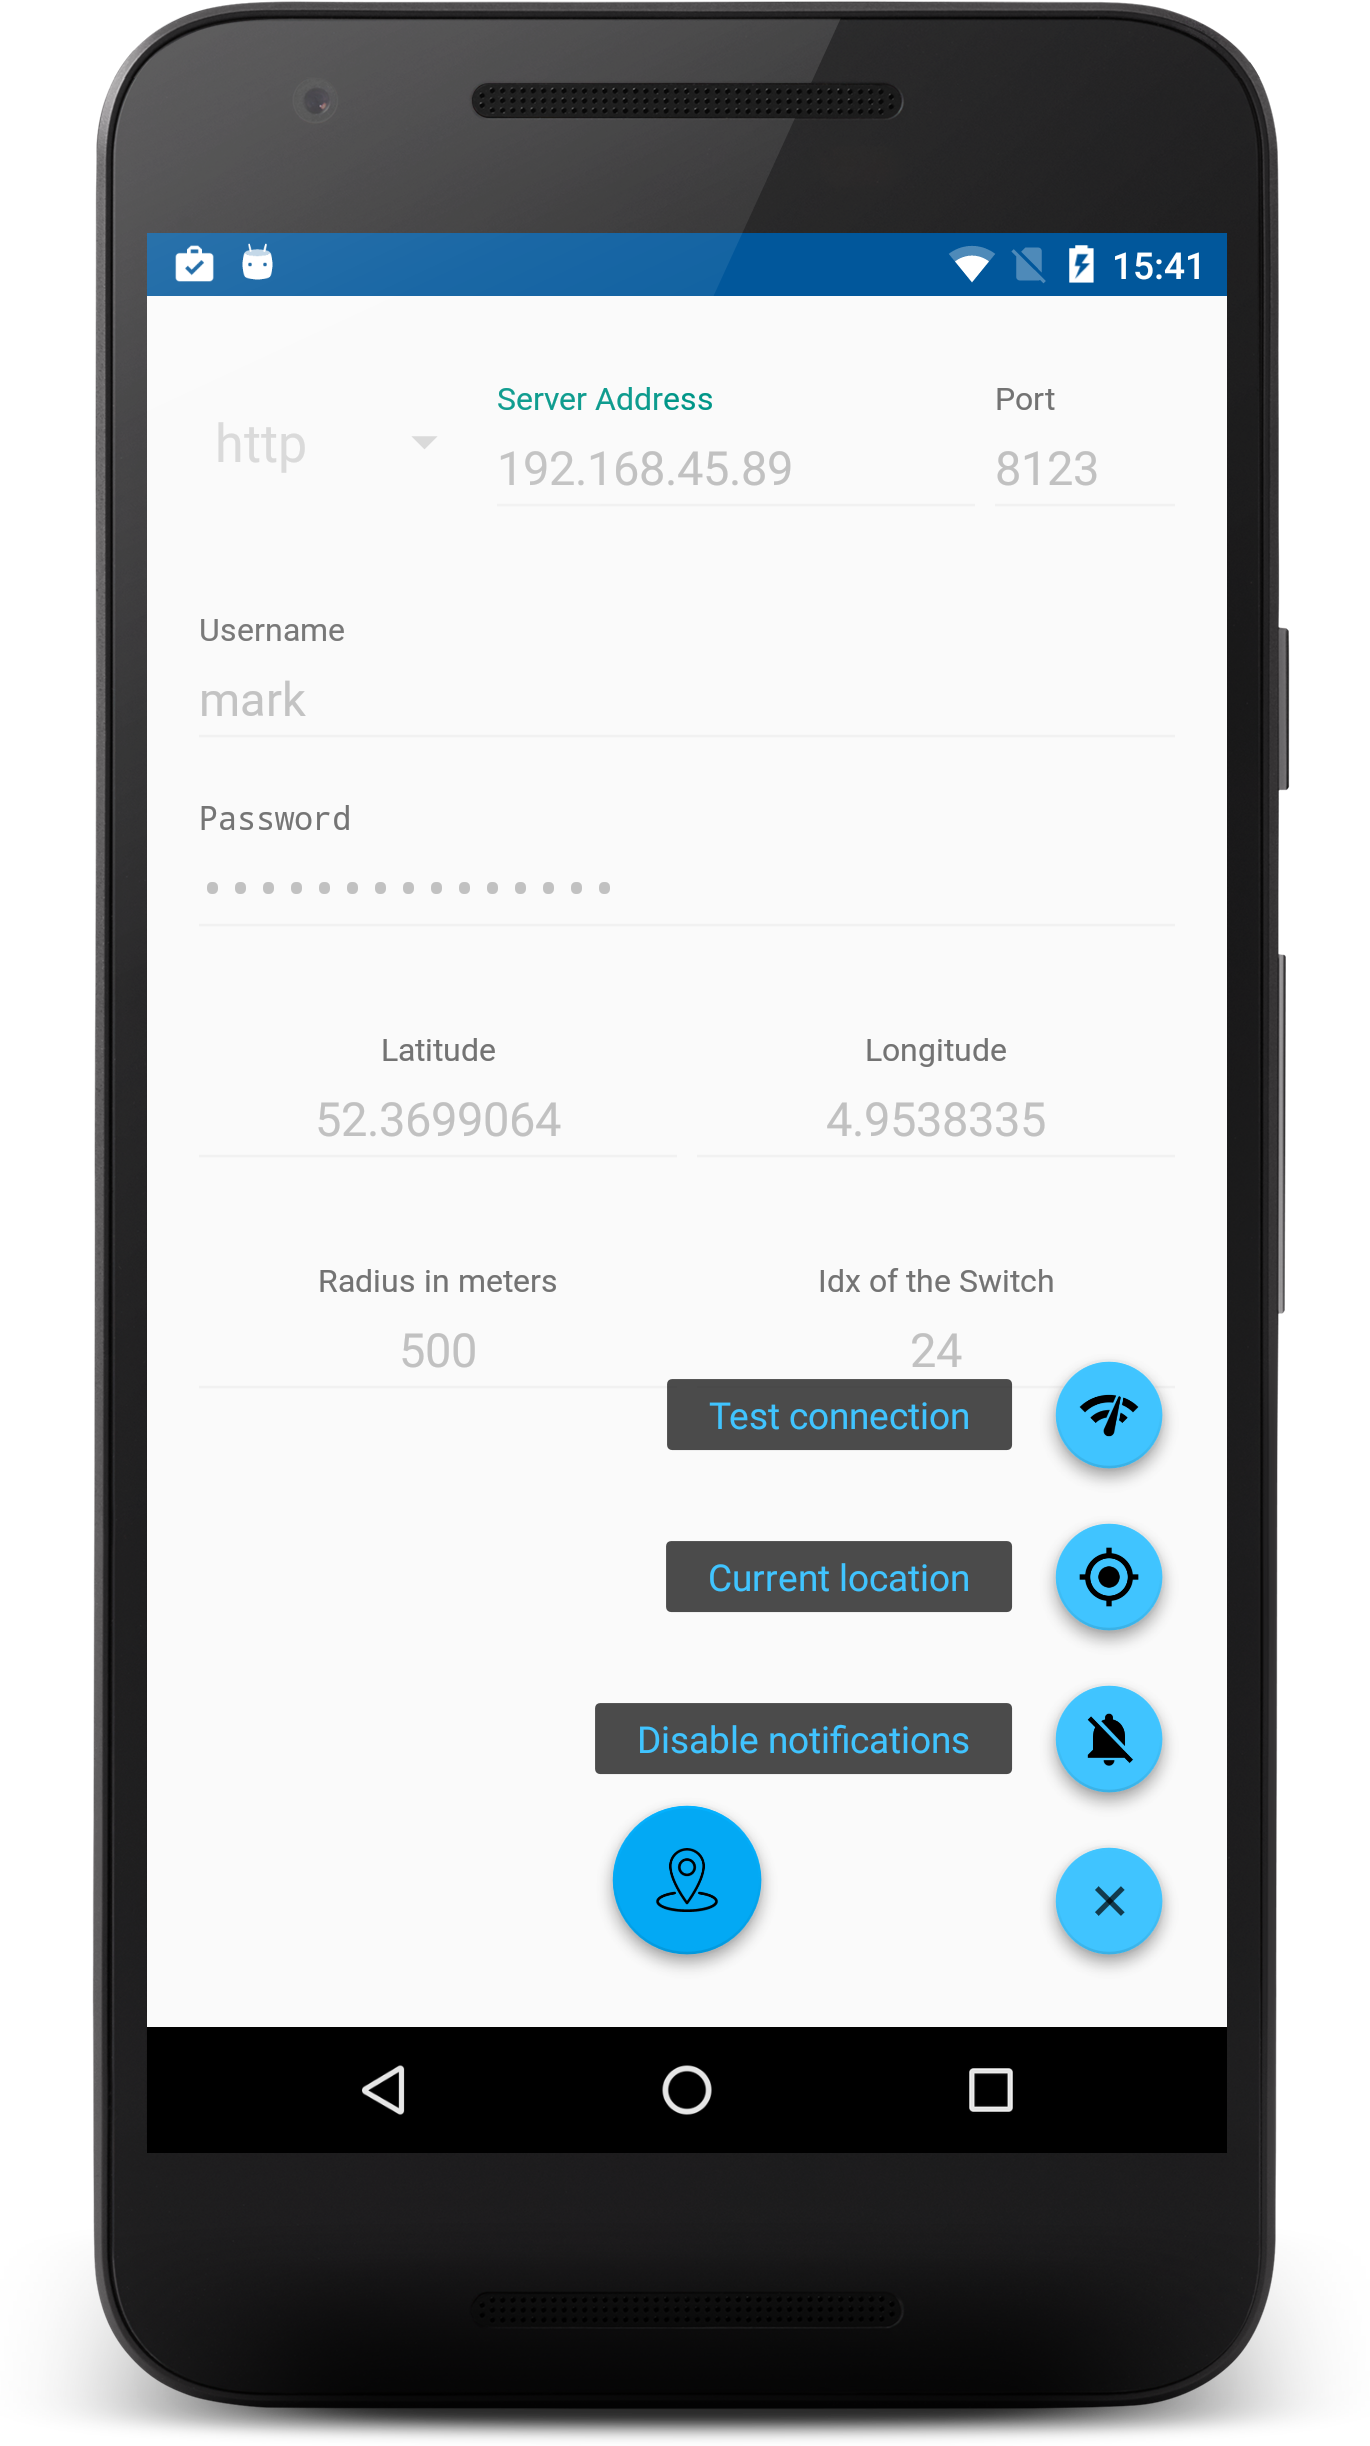 15:41
Server Address Port
http 192.168.45.89 8123
Username
mark
Password
•••••••••••••••
Latitude Longitude
52.3699064 4.9538335
Radius in meters Idx of the Switch
500 24
Test connection
Current location
Disable notifications